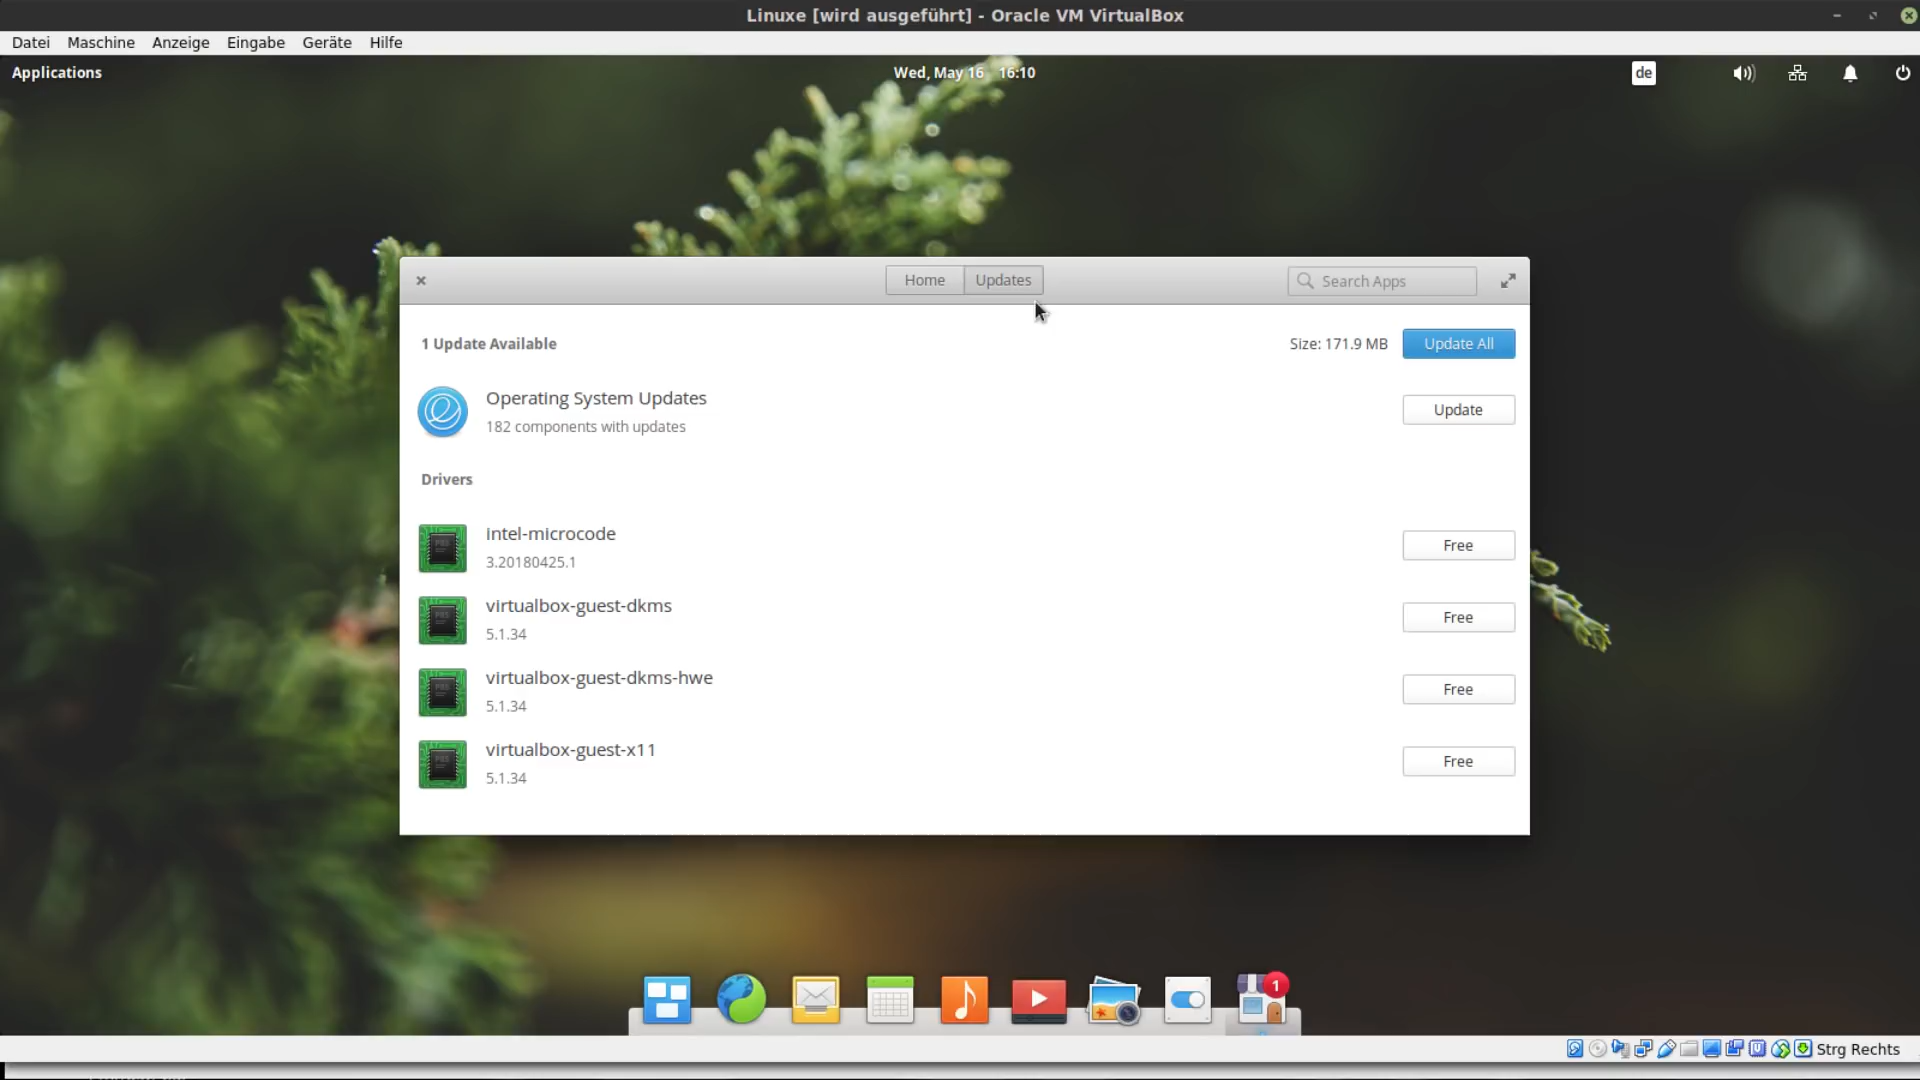 Linuxe [wird ausgeführt] - Oracle VM VirtualBox
Datei Maschine Anzeige Eingabe Geräte Hilfe
Applications
Wed, May 16 16:10
de
Home
Updates
Search Apps
1 Update Available
Size: 171.9 MB
Update All
Operating System Updates
182 components with updates
Update
Drivers
intel-microcode
3.20180425.1
Free
virtualbox-guest-dkms
5.1.34
Free
virtualbox-guest-dkms-hwe
5.1.34
Free
virtualbox-guest-x11
5.1.34
Free
1
Strg Rechts